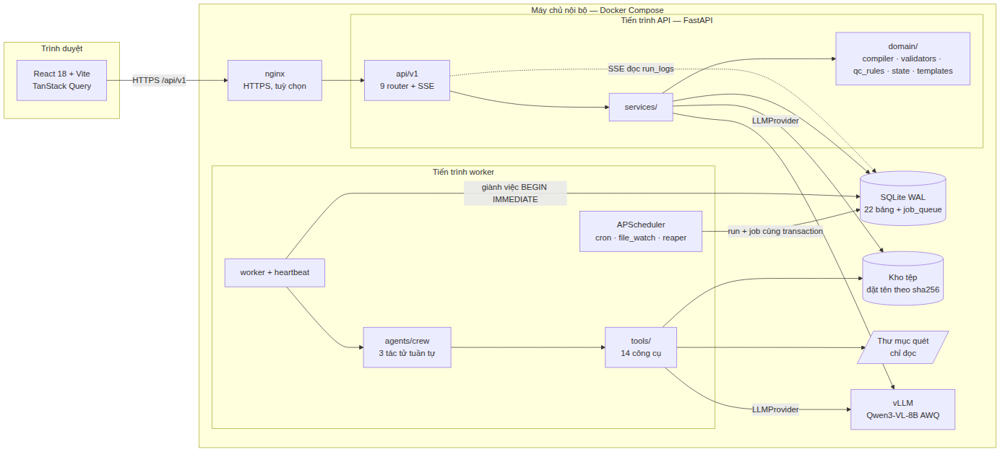 Máy chủ nội bộ — Docker Compose
Tiến trình API — FastAPI
Trình duyệt
React 18 + Vite
TanStack Query
HTTPS /api/v1
nginx
HTTPS, tuỳ chọn
api/v1
9 router + SSE
SSE đọc run_logs
services/
domain/
compiler · validators ·
qc_rules · state · templates
LLMProvider
Tiến trình worker
giành việc BEGIN
IMMEDIATE
APScheduler
cron · file_watch · reaper
run + job cùng transaction
SQLite WAL
22 bảng + job_queue
worker + heartbeat
Kho tệp
đặt tên theo sha256
agents/crew
3 tác tử tuần tự
tools/
14 công cụ
Thư mục quét
chỉ đọc
LLMProvider
vLLM
Qwen3-VL-8B AWQ